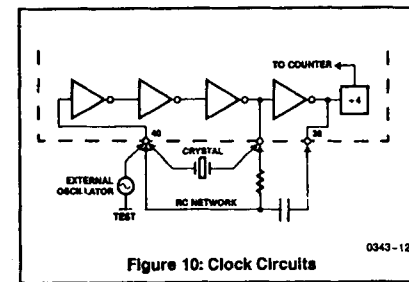 TO COUNTER
÷4
40
38
CRYSTAL
EXTERNAL
OSCILLATOR
TEST
RC NETWORK
0343-12
Figure 10: Clock Circuits